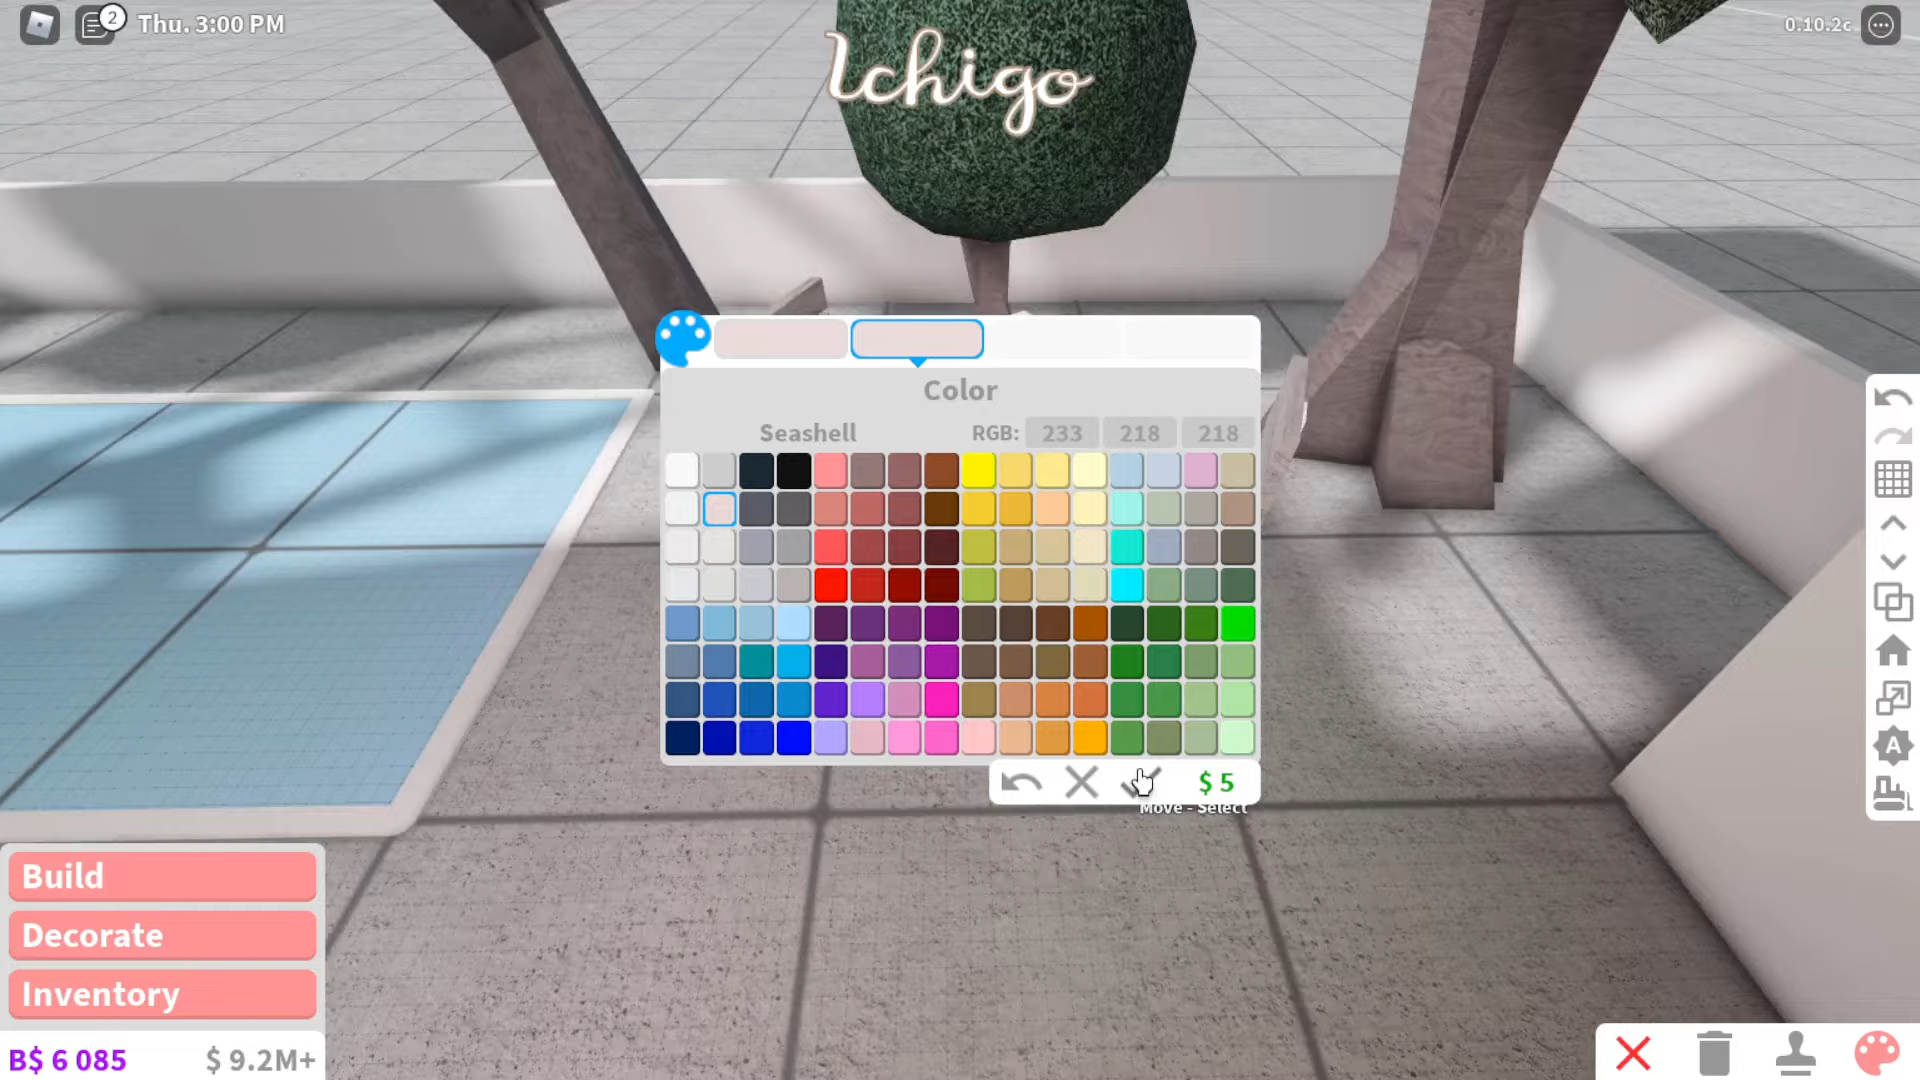 2
Thu. 3:00 PM
0.10.2c
Ichigo
Color
Seashell
RGB: 233 218 218
$ 5
Move - Select
A
Build
Decorate
Inventory
B$ 6 085
$ 9.2M+